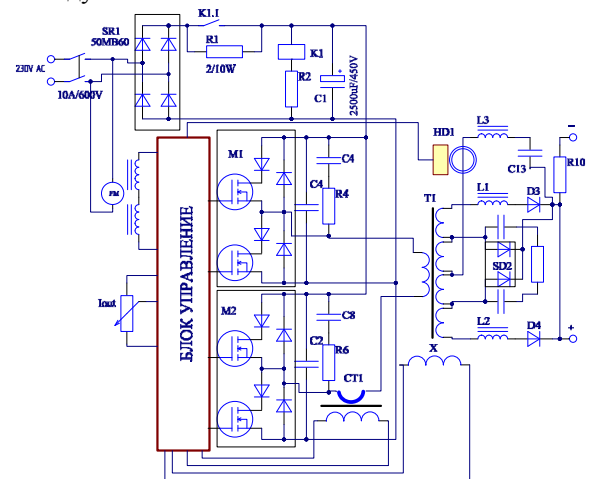 SR1
50MB60
K1.1
R1
2/10W
K1
R2
C1
2500uF/450V
230V AC
10A/600V
FM
БЛОК УПРАВЛЕНИЕ
Iout
M1
C4
C4
R4
M2
C8
C2
R6
CT1
HD1
L3
C13
R10
T1
L1
D3
SD2
L2
D4
X
−
+
+